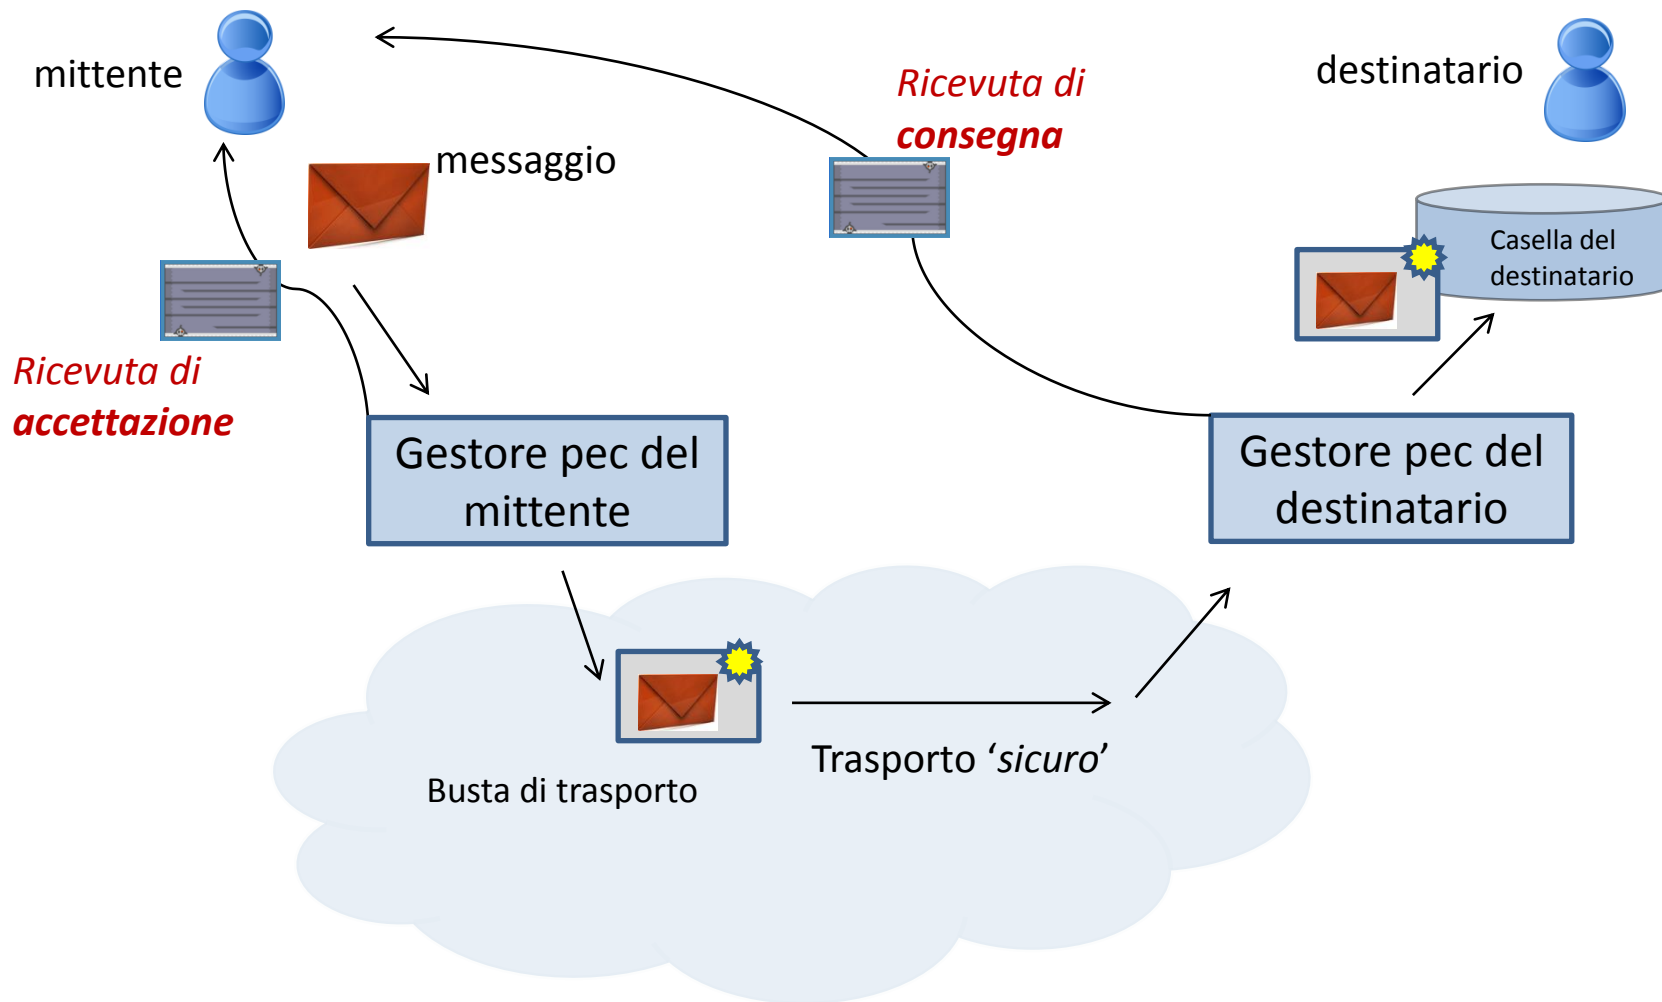 mittente
messaggio
Ricevuta di
consegna
destinatario
Casella del
destinatario
Ricevuta di
accettazione
Gestore pec del
mittente
Gestore pec del
destinatario
Trasporto ‘sicuro’
Busta di trasporto